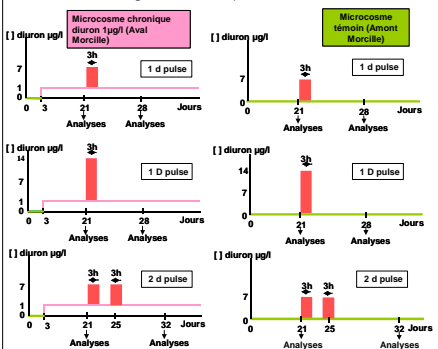 Microcosme chronique
diuron 1µg/l (Aval
Morcille)
Microcosme
témoin (Amont
Morcille)
[ ] diuron µg/l
3h
7
1
0
0 3 21 28 Jours
Analyses Analyses
1 d pulse
[ ] diuron µg/l
3h
7
0
0 21 28 Jours
Analyses Analyses
1 d pulse
[ ] diuron µg/l
3h
14
7
1
0
0 3 21 28 Jours
Analyses Analyses
1 D pulse
[ ] diuron µg/l
3h
14
7
0
0 21 28 Jours
Analyses Analyses
1 D pulse
[ ] diuron µg/l
3h 3h
7
1
0
0 3 21 25 32 Jours
Analyses Analyses
2 d pulse
[ ] diuron µg/l
3h 3h
7
0
0 21 25 32 Jours
Analyses Analyses
2 d pulse